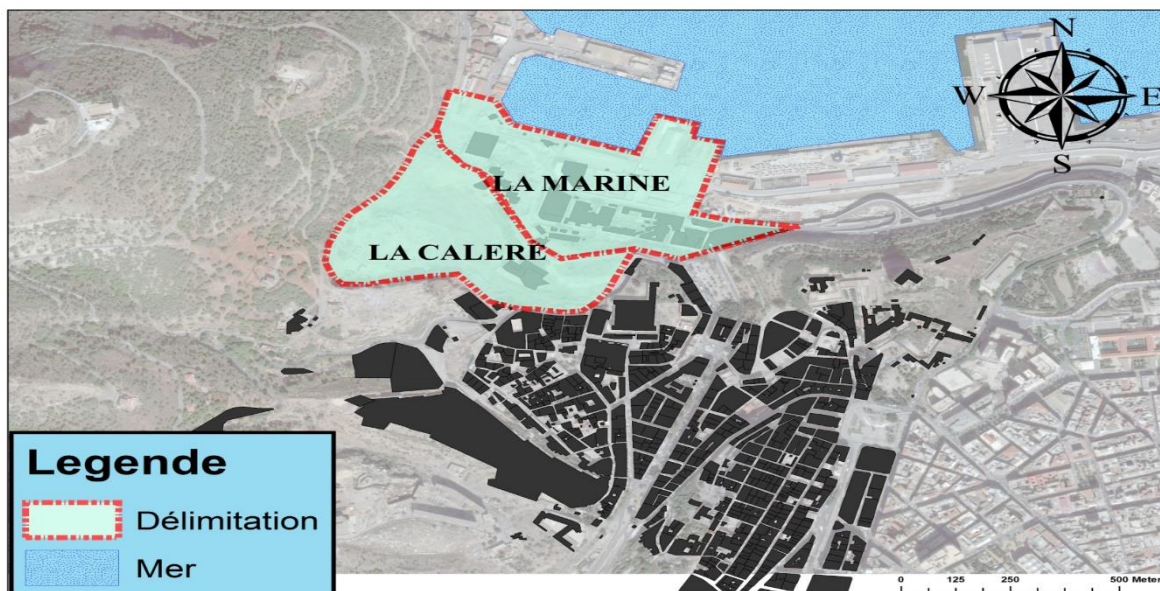 N
W E
S
LA MARINE
LA CALERE
Legende
Délimitation
Mer
0 125 250 500 Meter